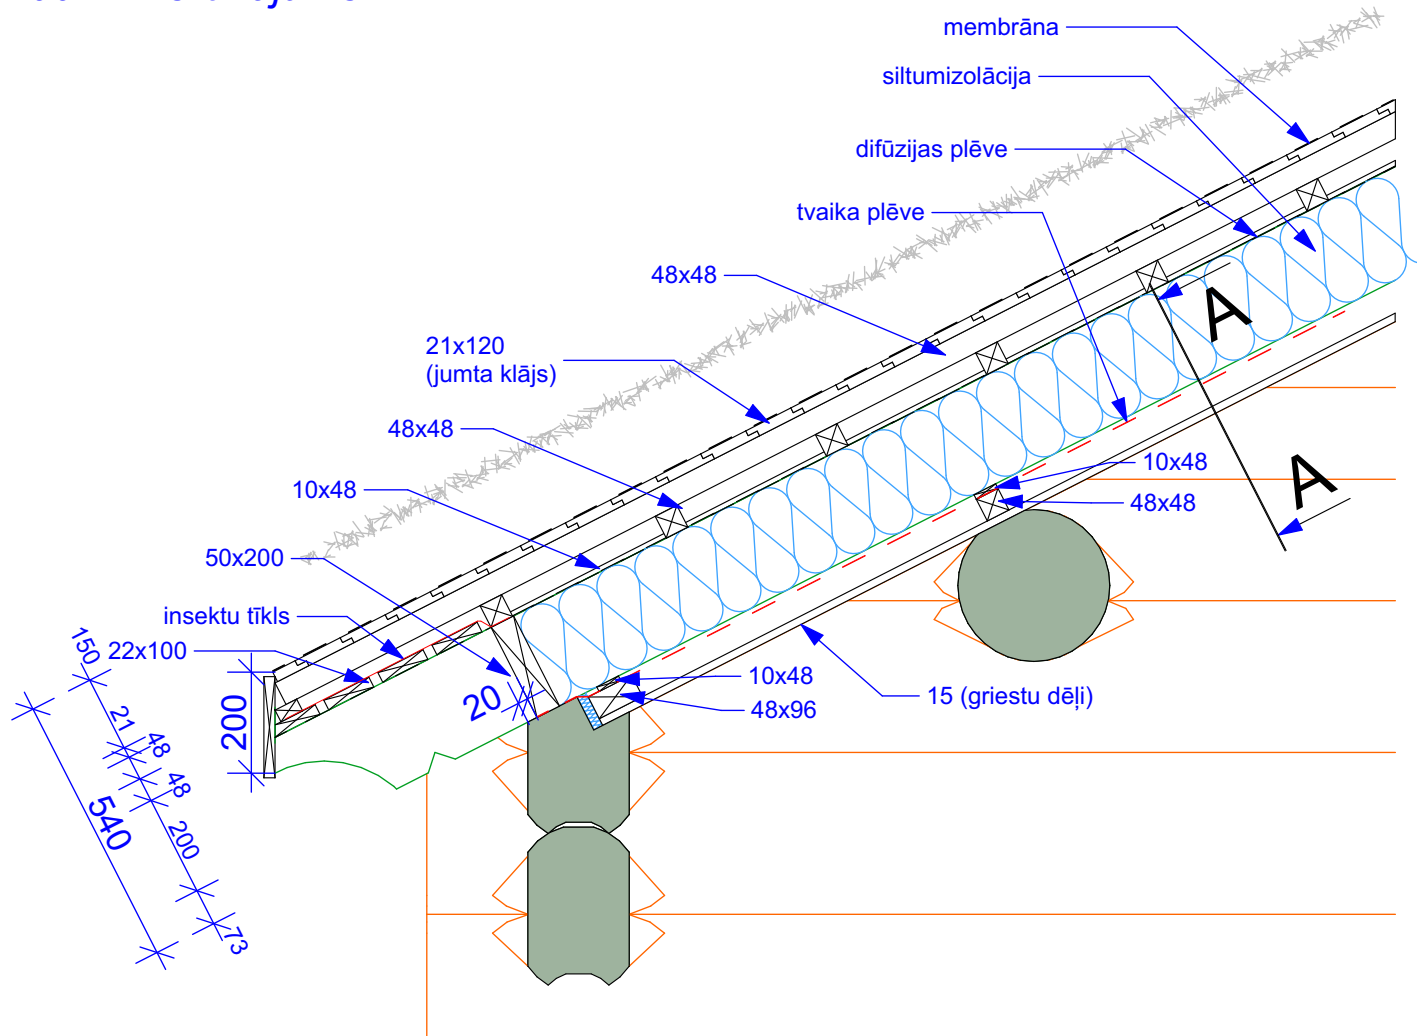 membrāna
siltumizolācija
difūzijas plēve
tvaika plēve
48x48
21x120
(jumta klājs)
48x48
10x48
50x200
insektu tīkls
22x100
A
A
10x48
48x48
10x48
48x96
15 (griestu dēļi)
20
200
150
21
48
48
200
73
540